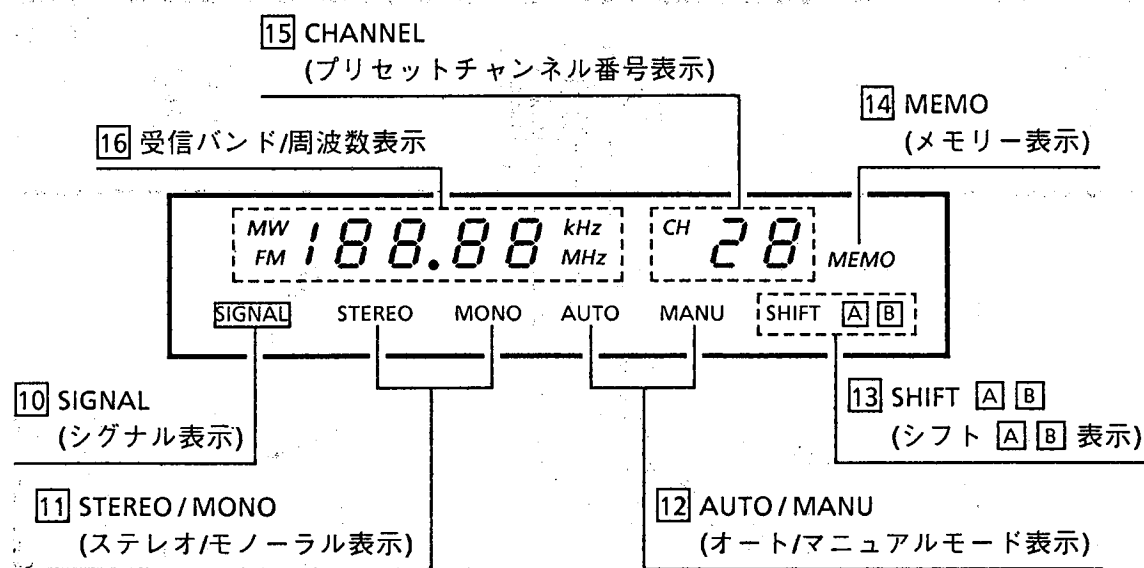 15 CHANNEL
(プリセットチャンネル番号表示)
14 MEMO
(メモリー表示)
16 受信バンド/周波数表示
MW 188.88 kHz CH 28
FM MHz MEMO
SIGNAL STEREO MONO AUTO MANU SHIFT A B
10 SIGNAL
(シグナル表示)
13 SHIFT A B
(シフト A B 表示)
11 STEREO/MONO
(ステレオ/モノーラル表示)
12 AUTO/MANU
(オート/マニュアルモード表示)